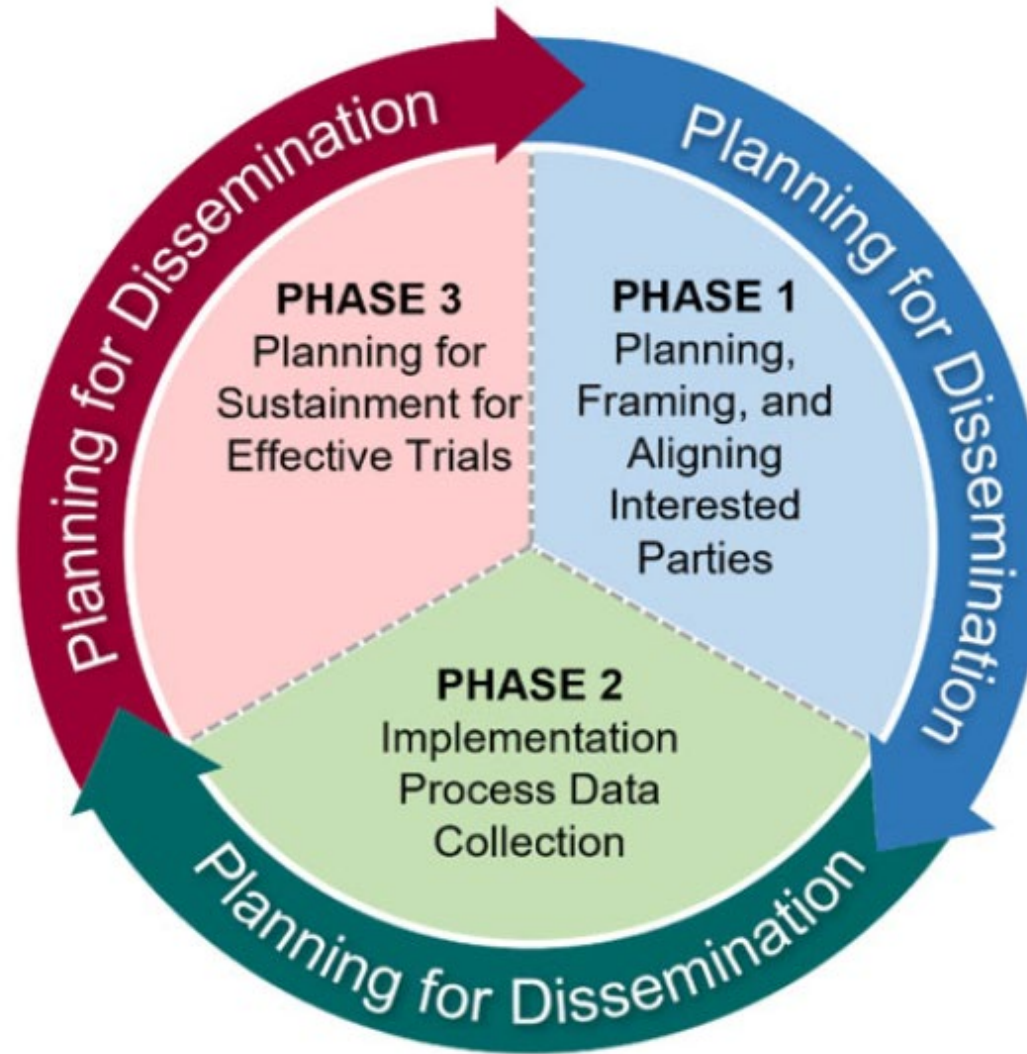 Planning for Dissemination
Planning for Dissemination
PHASE 3
Planning for
Sustainment for
Effective Trials
PHASE 1
Planning,
Framing, and
Aligning
Interested
Parties
PHASE 2
Implementation
Process Data
Collection
Planning for Dissemination